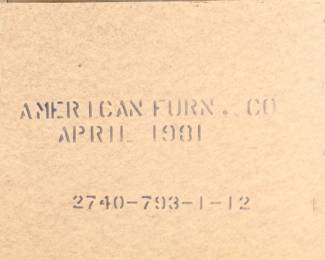 AMERICAN FURN. CO
APRIL 1981
2740-793-1-12